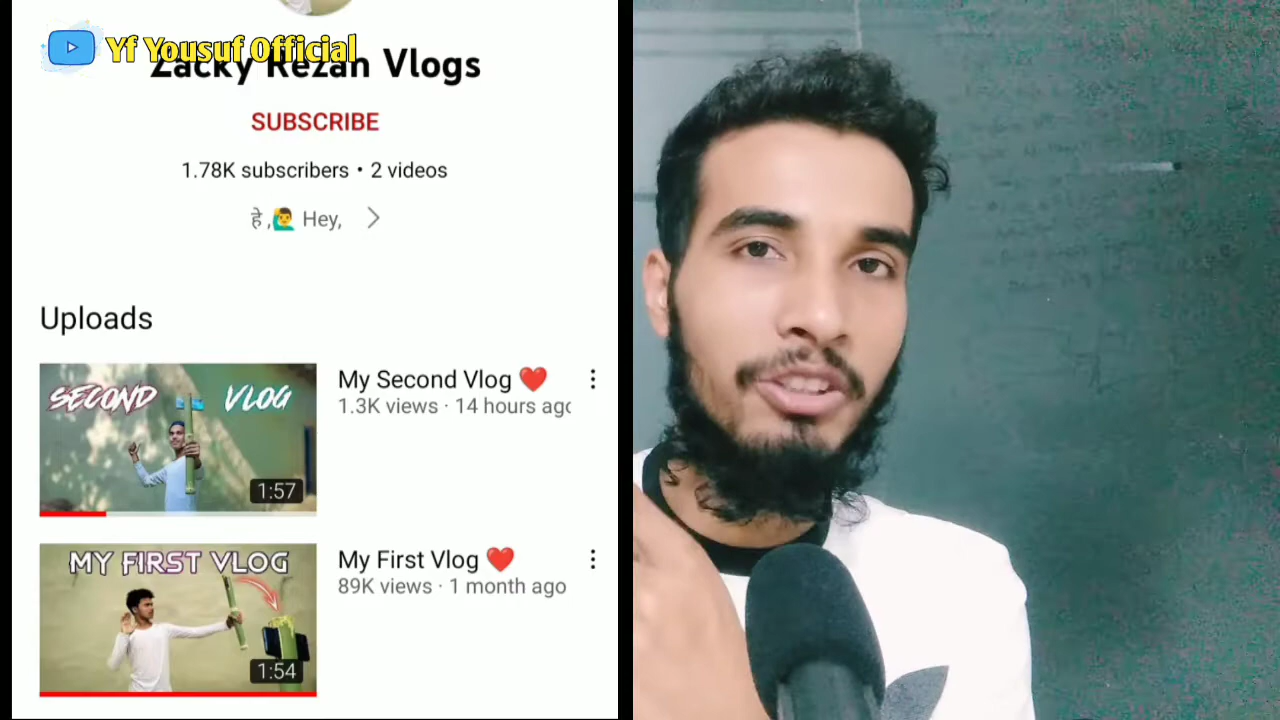 Yf Yousuf Official
Zacky Rezan Vlogs
SUBSCRIBE
1.78K subscribers • 2 videos
हे ,🙋‍♂️ Hey,
Uploads
SECOND VLOG
1:57
My Second Vlog ❤️
1.3K views · 14 hours ago
MY FIRST VLOG
1:54
My First Vlog ❤️
89K views · 1 month ago